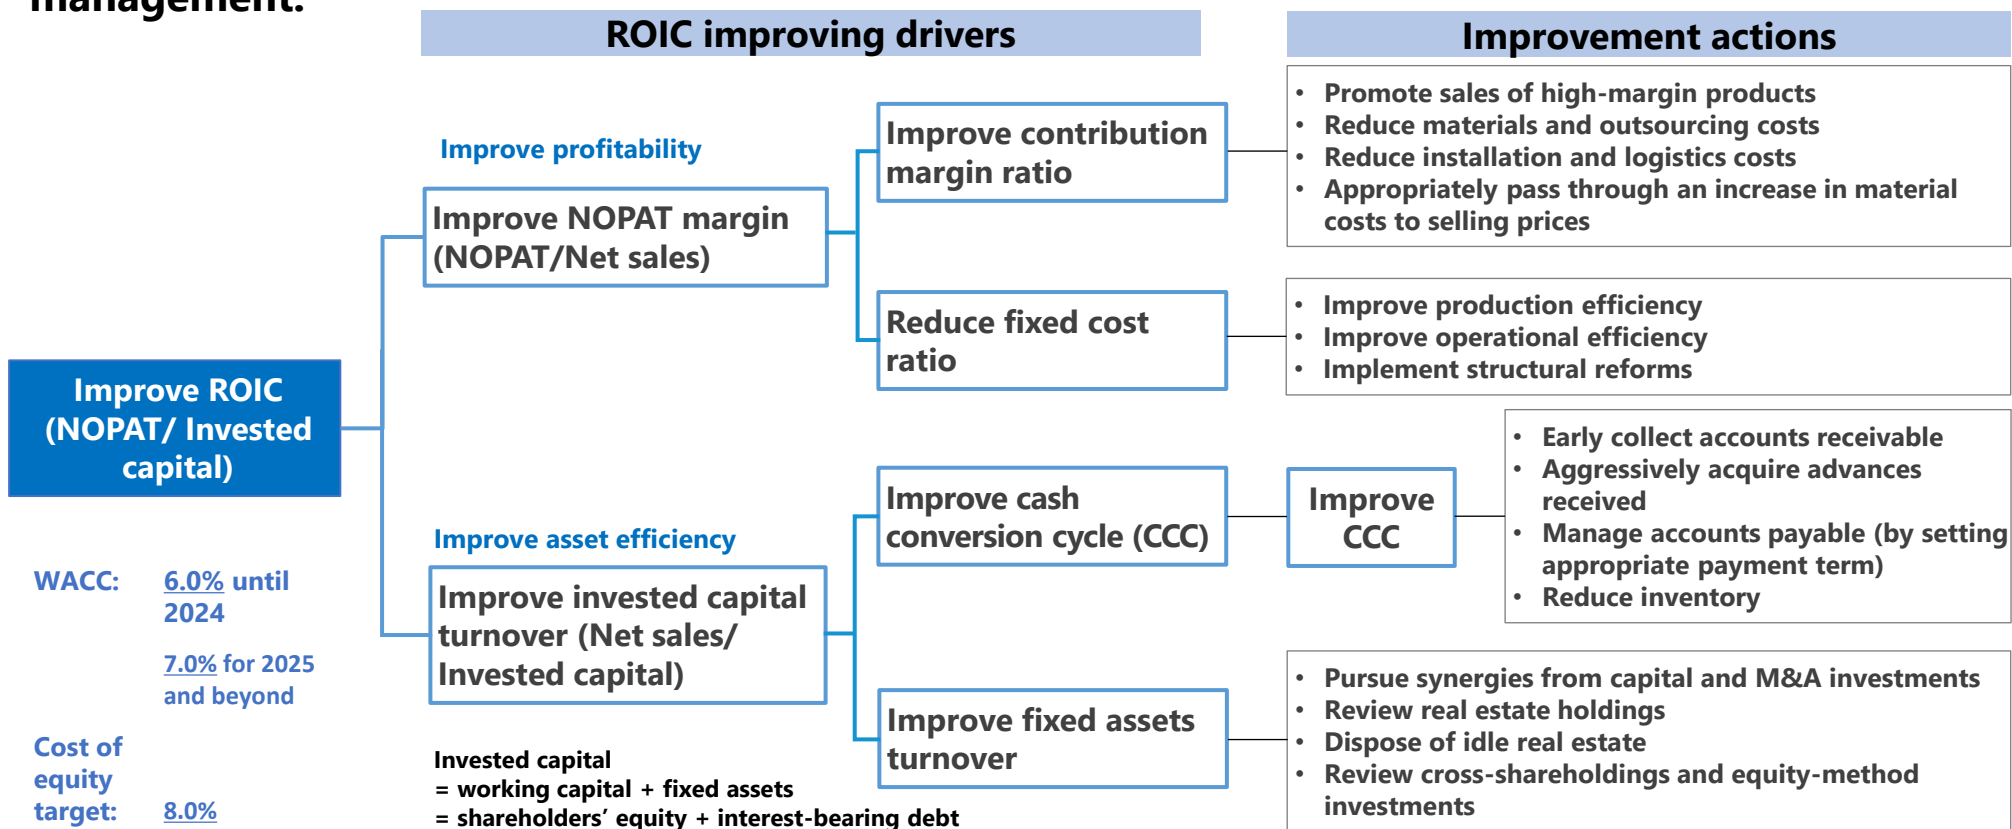 management.
ROIC improving drivers
Improvement actions
Improve ROIC
(NOPAT/ Invested
capital)
WACC: 6.0% until
2024
7.0% for 2025
and beyond
Cost of
equity
target: 8.0%
Improve profitability
Improve NOPAT margin
(NOPAT/Net sales)
Improve asset efficiency
Improve invested capital
turnover (Net sales/
Invested capital)
Invested capital
= working capital + fixed assets
= shareholders’ equity + interest-bearing debt
Improve contribution
margin ratio
• Promote sales of high-margin products
• Reduce materials and outsourcing costs
• Reduce installation and logistics costs
• Appropriately pass through an increase in material
costs to selling prices
Reduce fixed cost
ratio
• Improve production efficiency
• Improve operational efficiency
• Implement structural reforms
Improve cash
conversion cycle (CCC)
Improve
CCC
• Early collect accounts receivable
• Aggressively acquire advances
received
• Manage accounts payable (by setting
appropriate payment term)
• Reduce inventory
Improve fixed assets
turnover
• Pursue synergies from capital and M&A investments
• Review real estate holdings
• Dispose of idle real estate
• Review cross-shareholdings and equity-method
investments